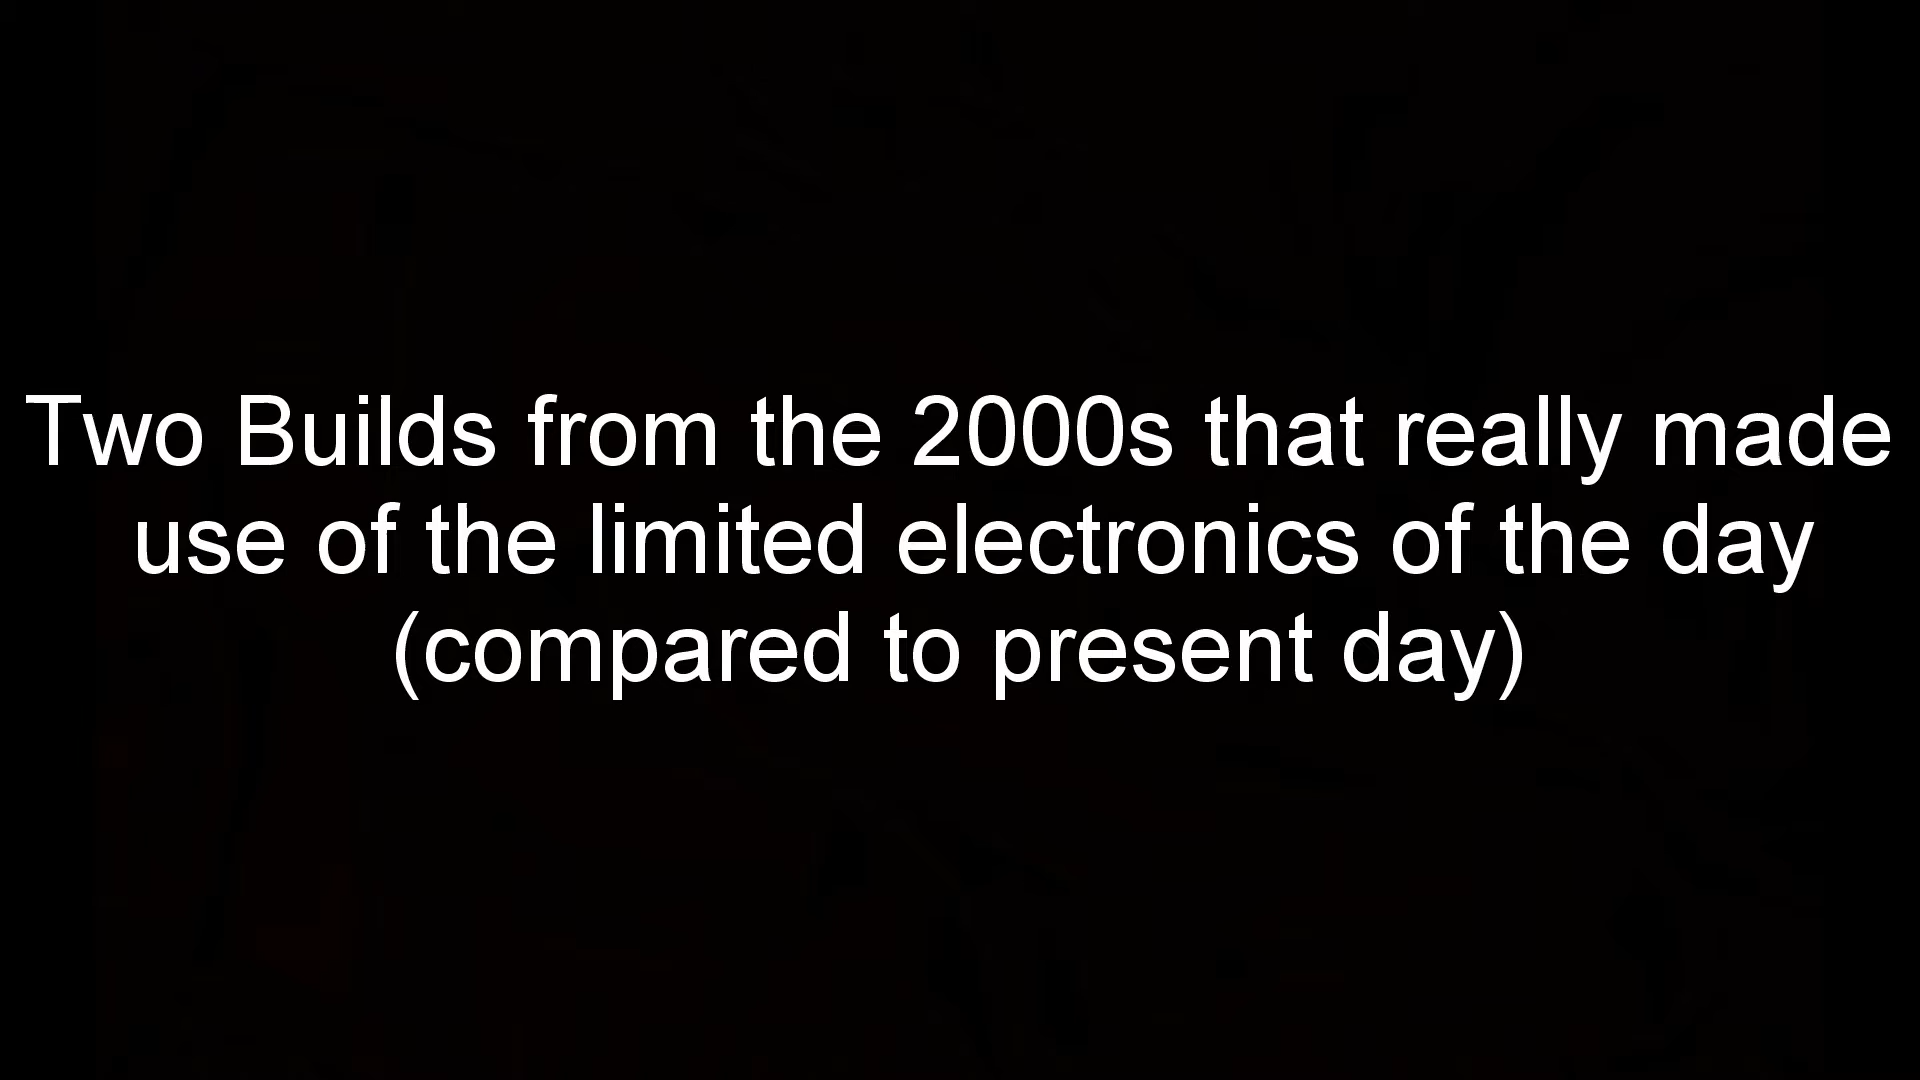 Two Builds from the 2000s that really made
use of the limited electronics of the day
(compared to present day)